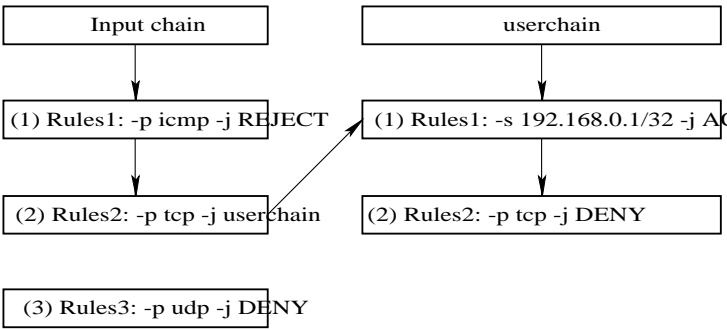 Input chain
(1) Rules1: -p icmp -j REJECT
(2) Rules2: -p tcp -j userchain
(3) Rules3: -p udp -j DENY
userchain
(1) Rules1: -s 192.168.0.1/32 -j
(2) Rules2: -p tcp -j DENY